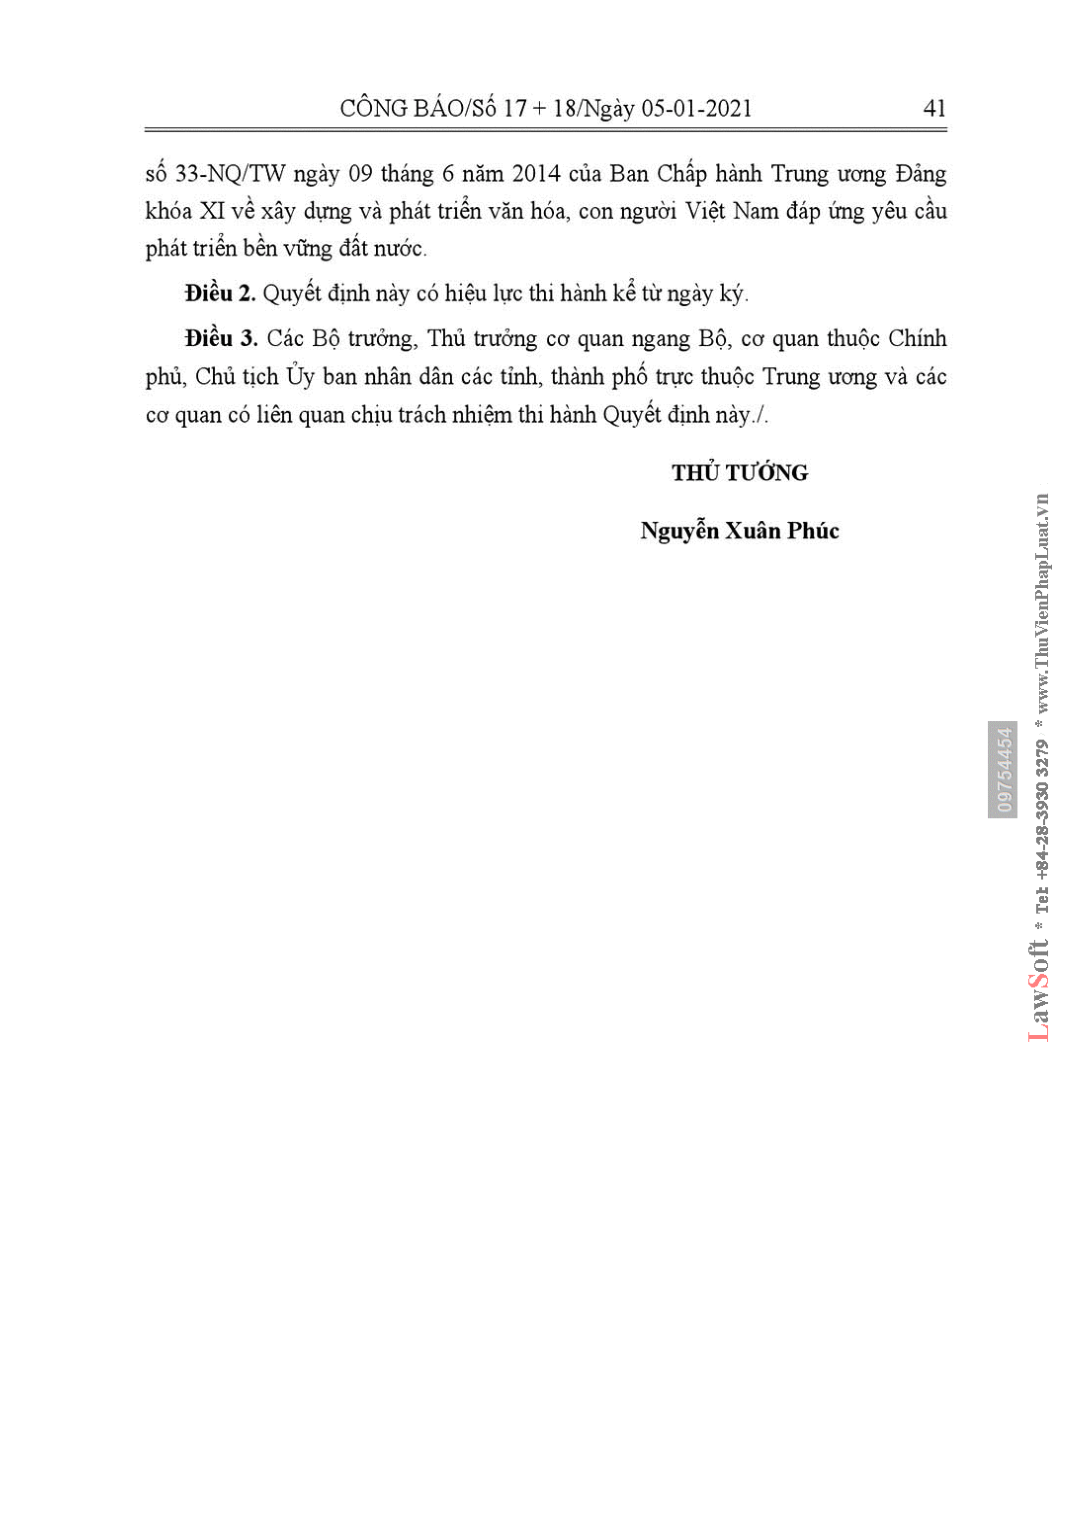 CÔNG BÁO/Số 17 + 18/Ngày 05-01-2021 41
số 33-NQ/TW ngày 09 tháng 6 năm 2014 của Ban Chấp hành Trung ương Đảng
khóa XI về xây dựng và phát triển văn hóa, con người Việt Nam đáp ứng yêu cầu
phát triển bền vững đất nước.
Điều 2. Quyết định này có hiệu lực thi hành kể từ ngày ký.
Điều 3. Các Bộ trưởng, Thủ trưởng cơ quan ngang Bộ, cơ quan thuộc Chính
phủ, Chủ tịch Ủy ban nhân dân các tỉnh, thành phố trực thuộc Trung ương và các
cơ quan có liên quan chịu trách nhiệm thi hành Quyết định này./.
THỦ TƯỚNG
Nguyễn Xuân Phúc
09754454
LawSoft * Tel: +84-28-3930 3279 * www.ThuVienPhapLuat.vn